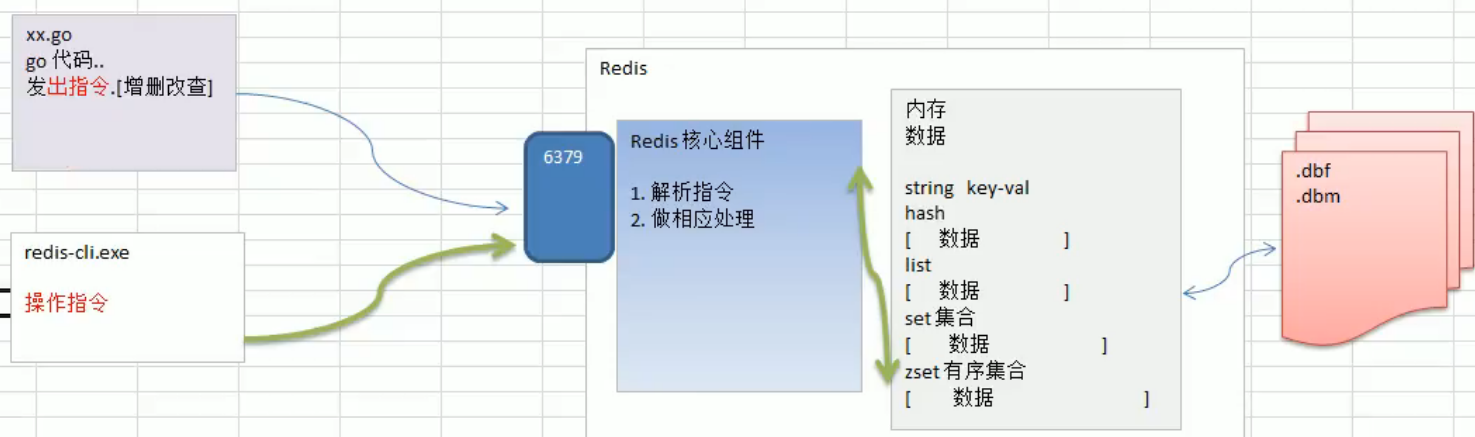 xx.go
go 代码..
发出指令.[增删改查]
redis-cli.exe
操作指令
6379
Redis
Redis 核心组件
1. 解析指令
2. 做相应处理
内存
数据
string key-val
hash
[ 数据 ]
list
[ 数据 ]
set 集合
[ 数据 ]
zset 有序集合
[ 数据 ]
.dbf
.dbm